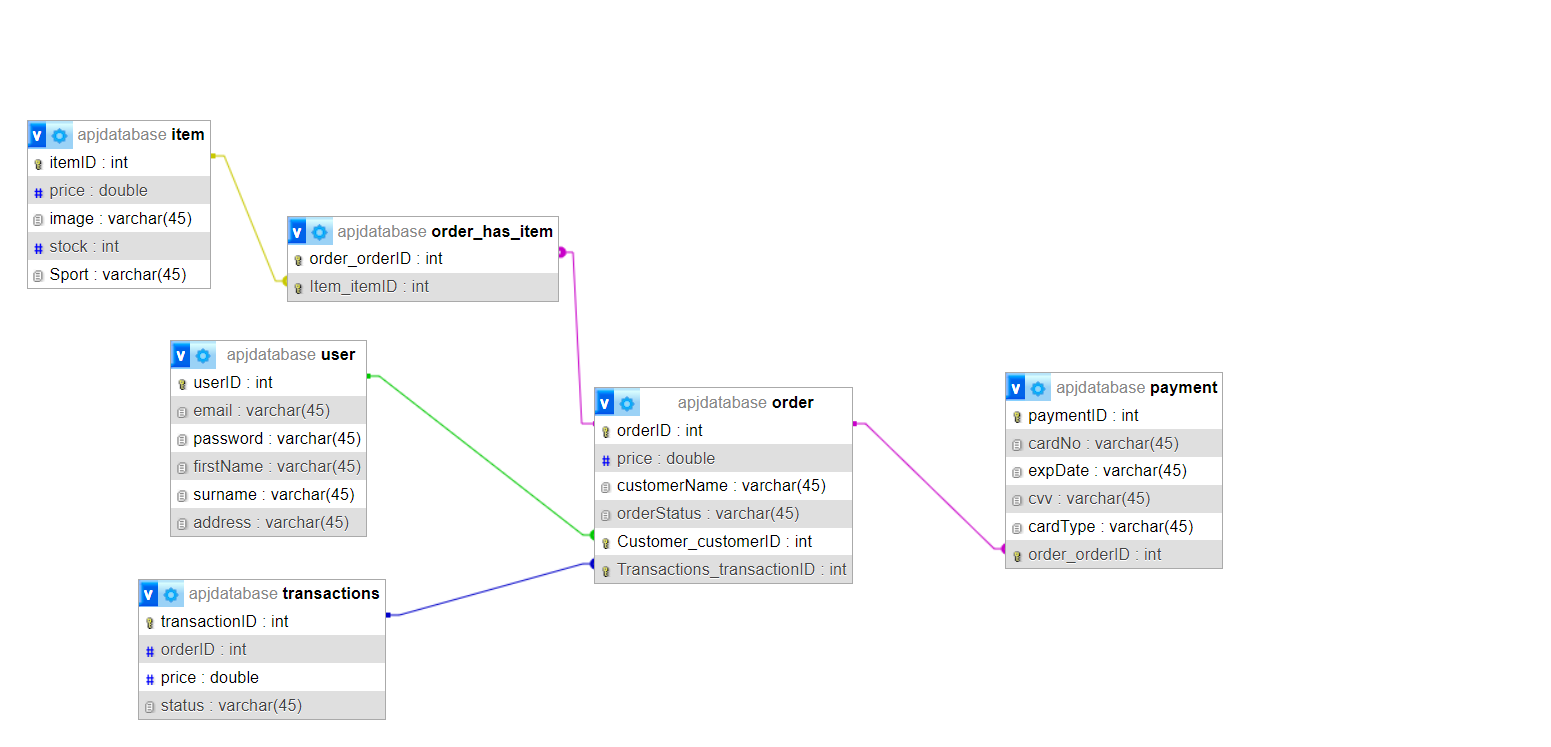 v apjdatabase item
itemID : int
# price : double
image : varchar(45)
# stock : int
Sport : varchar(45)
v apjdatabase order_has_item
order_orderID : int
Item_itemID : int
v apjdatabase user
userID : int
email : varchar(45)
password : varchar(45)
firstName : varchar(45)
surname : varchar(45)
address : varchar(45)
v apjdatabase order
orderID : int
# price : double
customerName : varchar(45)
orderStatus : varchar(45)
Customer_customerID : int
Transactions_transactionID : int
v apjdatabase payment
paymentID : int
cardNo : varchar(45)
expDate : varchar(45)
cvv : varchar(45)
cardType : varchar(45)
order_orderID : int
v apjdatabase transactions
transactionID : int
# orderID : int
# price : double
status : varchar(45)